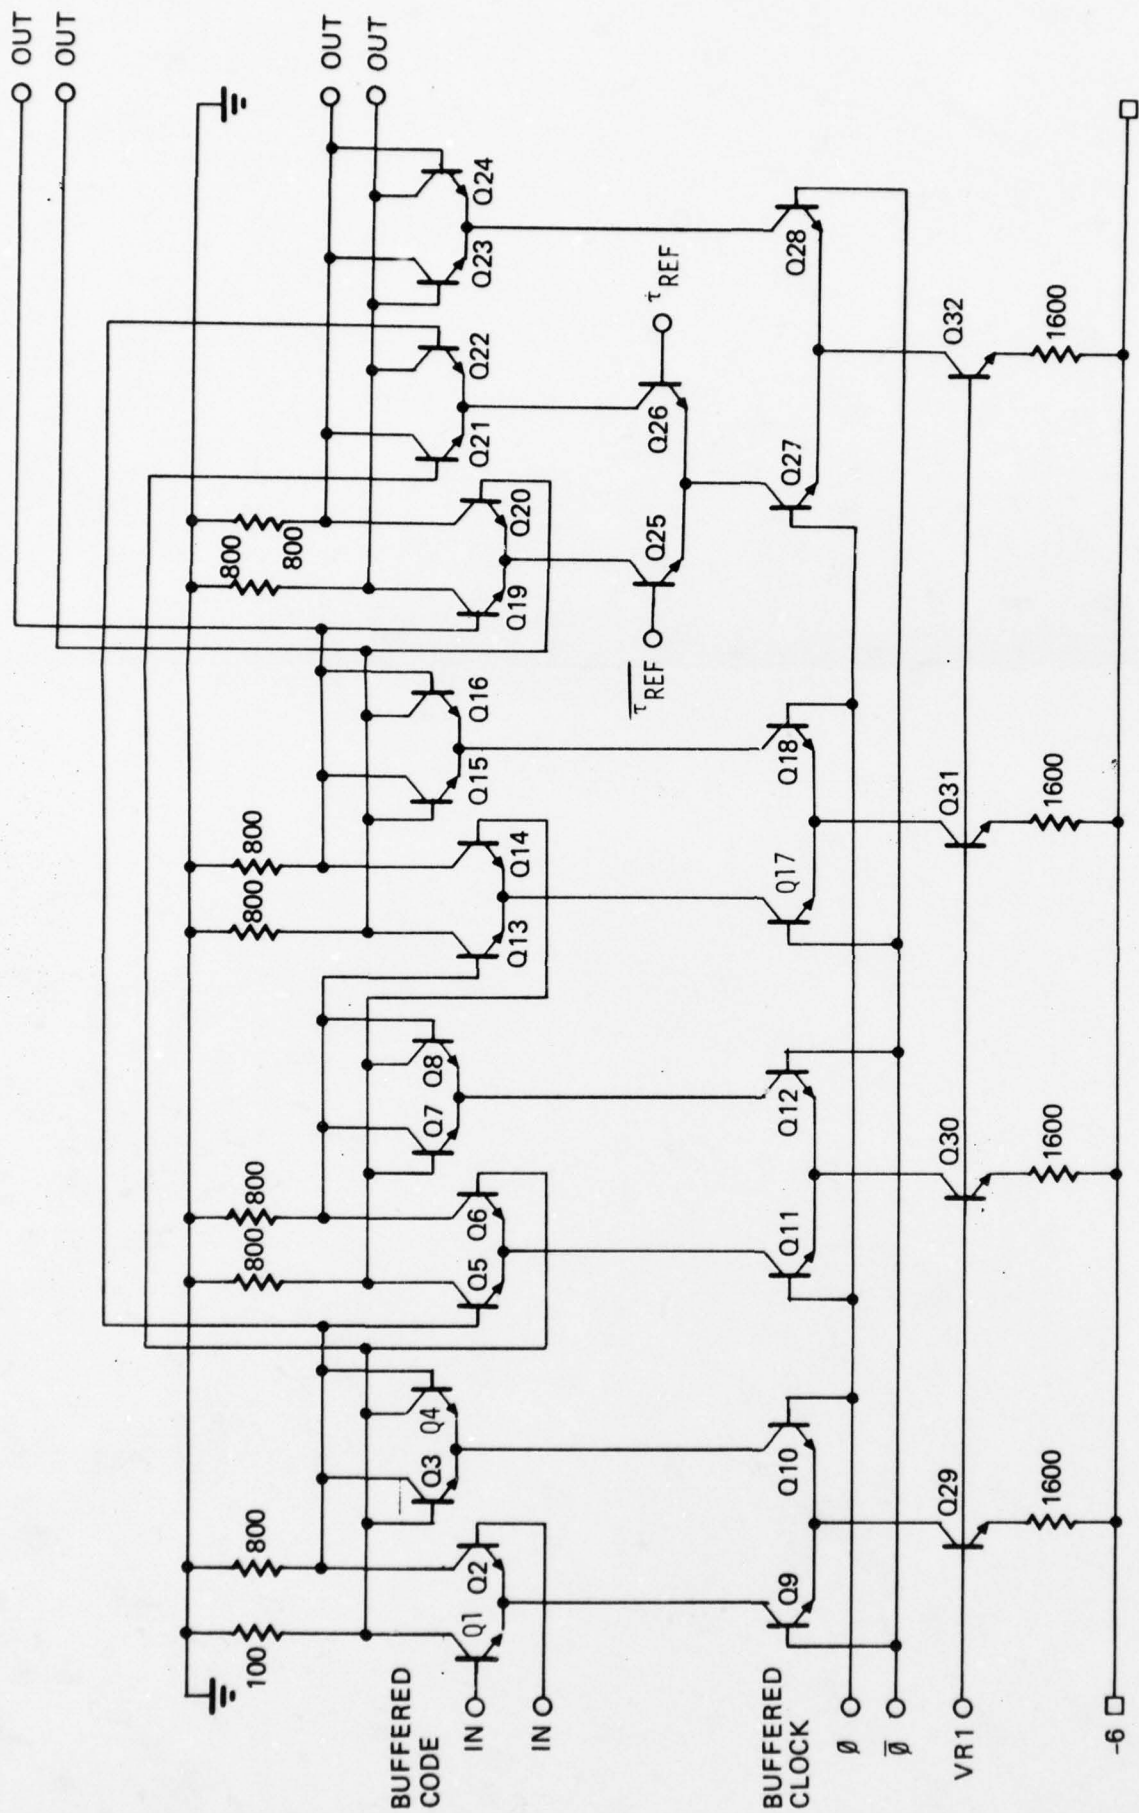 OUT
OUT
OUT
OUT
100
800
800
800
800
800
800
800
BUFFERED
CODE
IN
IN
Q1
Q2
Q3
Q4
Q5
Q6
Q7
Q8
Q13
Q14
Q15
Q16
Q19
Q20
Q21
Q22
Q23
Q24
τ̅R̅E̅F̅
Q25
Q26
τREF
BUFFERED
CLOCK
Ø
Ø̅
Q9
Q10
Q11
Q12
Q17
Q18
Q27
Q28
VR1
Q29
Q30
Q31
Q32
1600
1600
1600
1600
-6